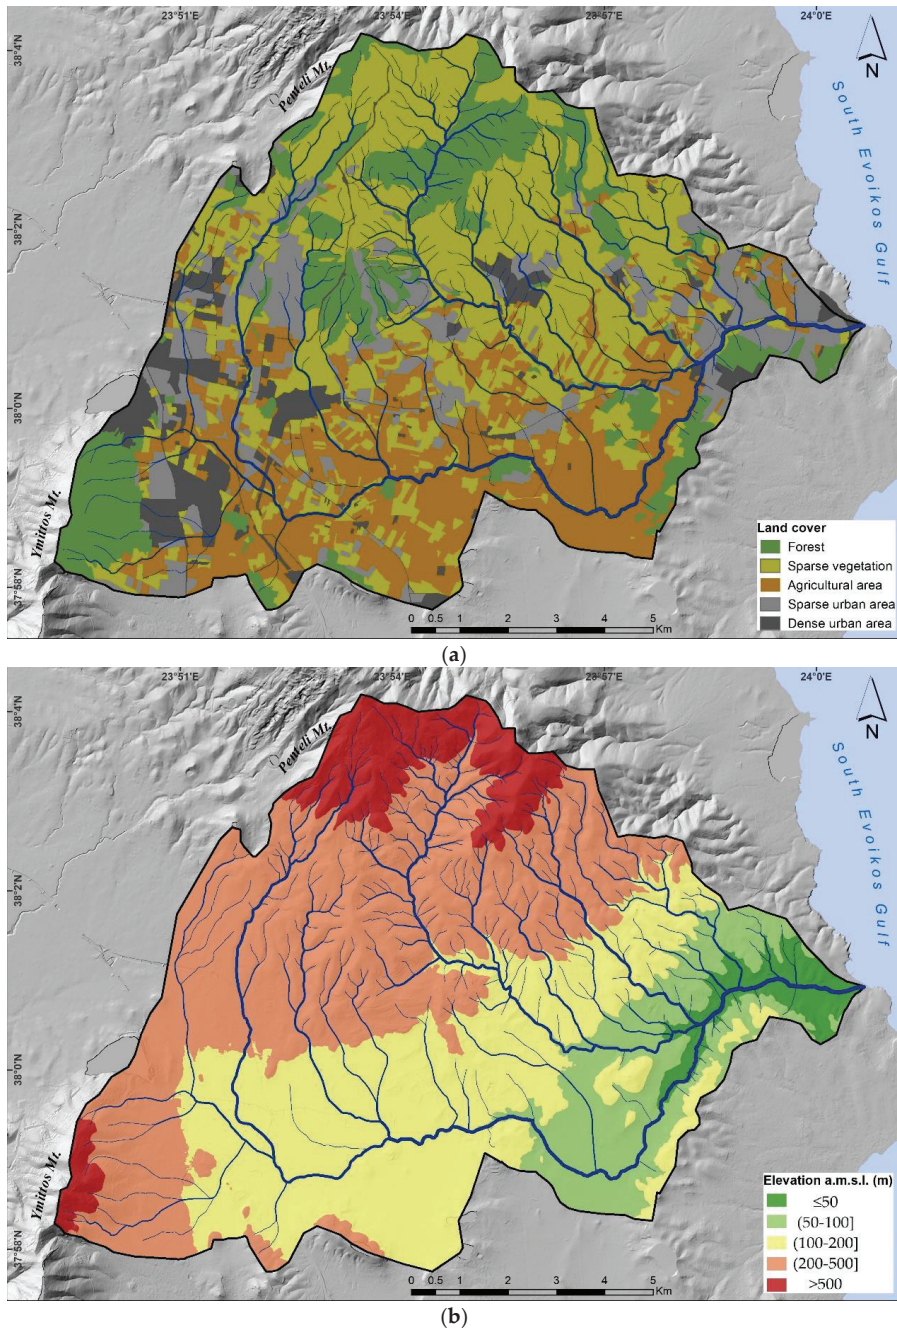 23°51'E 23°54'E 23°57'E 24°0'E
38°4'N
Penteli Mt.
N
South Evoikos Gulf
38°2'N
38°0'N
Ymittos Mt.
37°58'N
Land cover
Forest
Sparse vegetation
Agricultural area
Sparse urban area
Dense urban area
0 0.5 1 2 3 4 5
Km
(a)
23°51'E 23°54'E 23°57'E 24°0'E
38°4'N
Penteli Mt.
N
South Evoikos Gulf
38°2'N
38°0'N
Ymittos Mt.
37°58'N
Elevation a.m.s.l. (m)
≤50
(50-100]
(100-200]
(200-500]
>500
0 0.5 1 2 3 4 5
Km
(b)